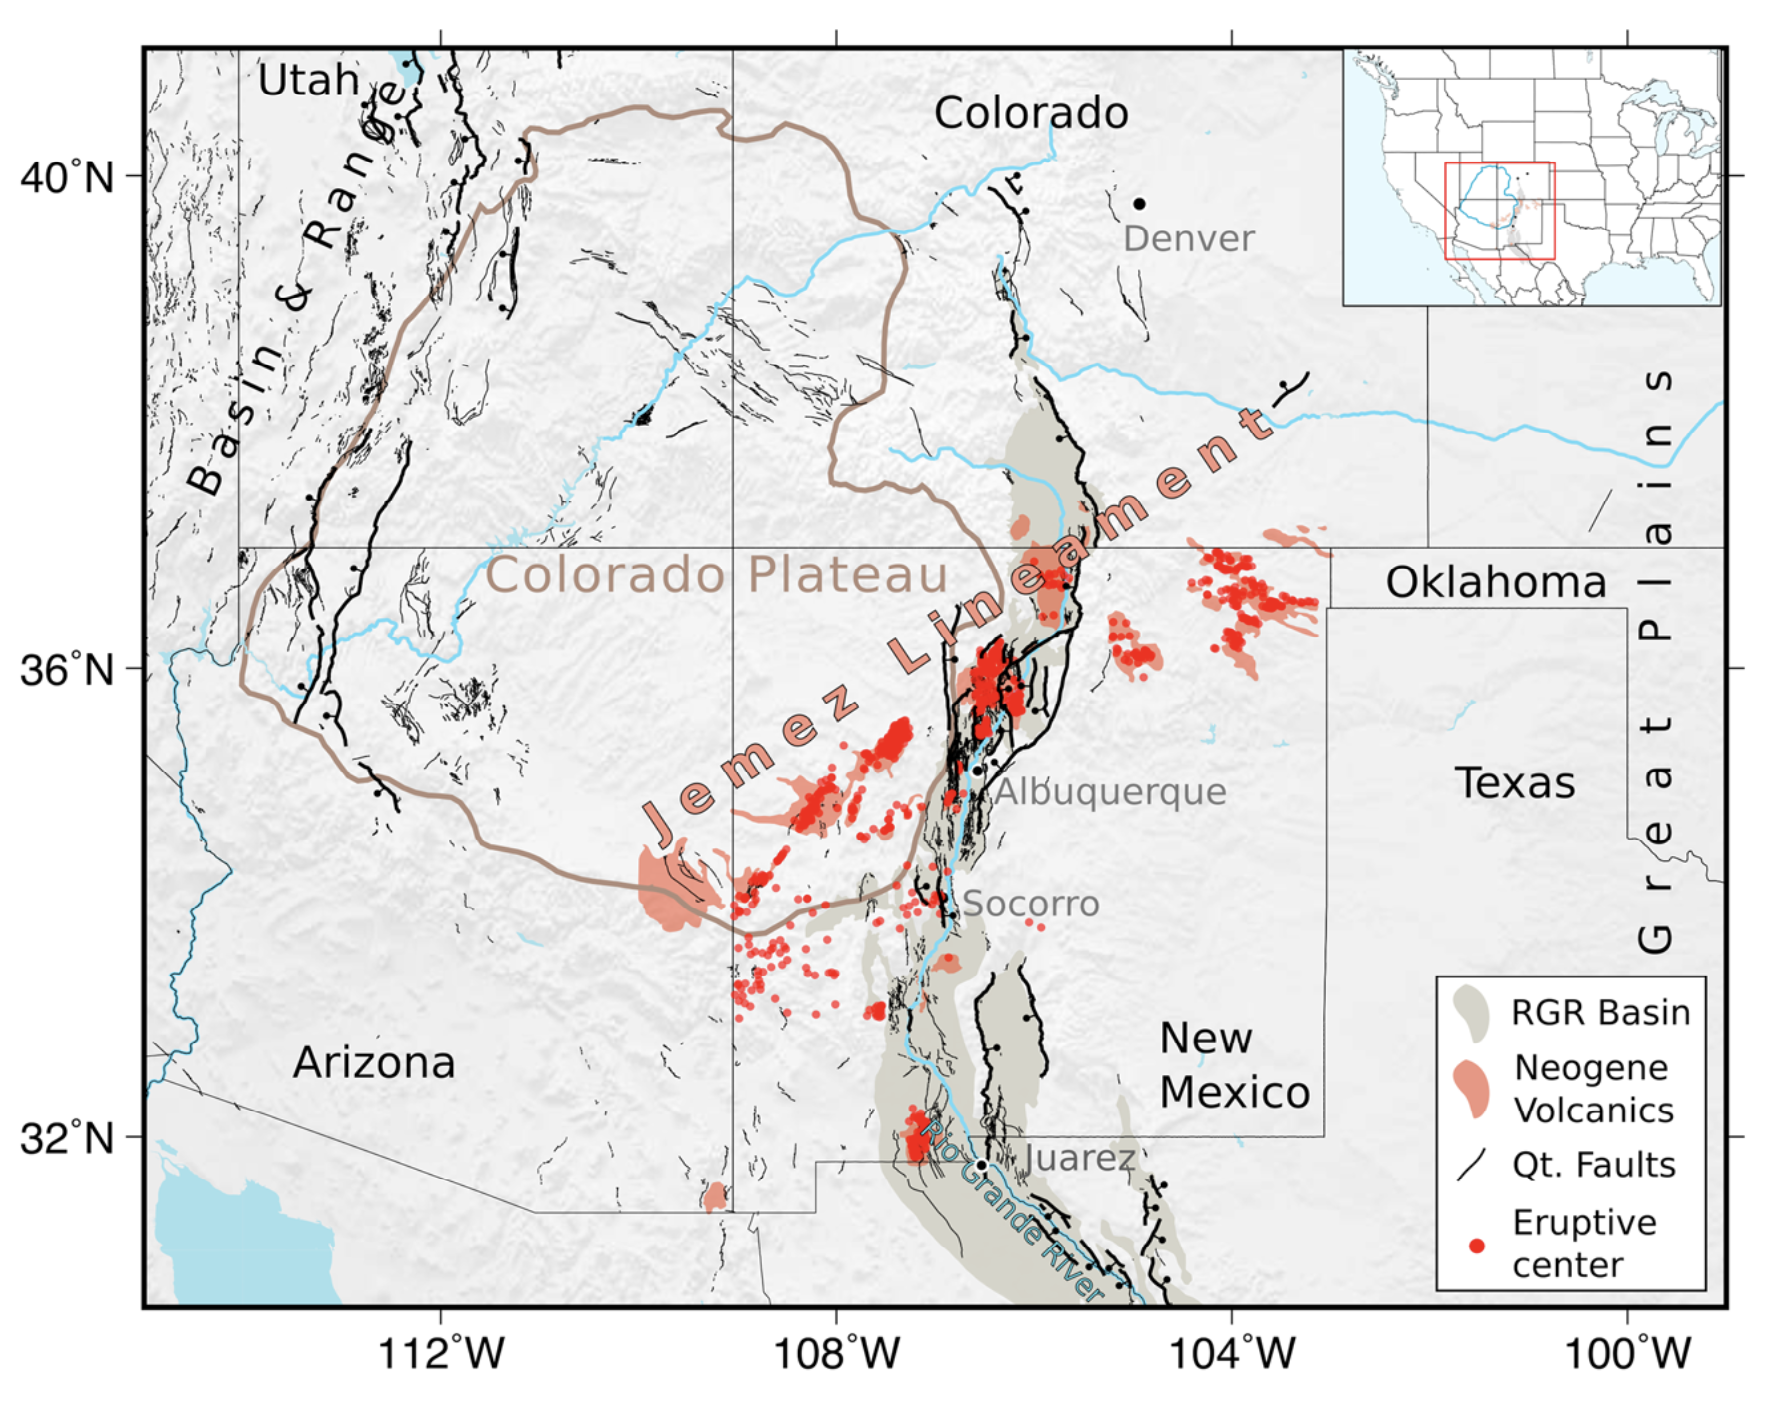 Utah
Colorado
Basin & Range
40°N
Denver
Jemez Lineament
Colorado Plateau
Oklahoma
Great Plains
36°N
Albuquerque
Texas
Socorro
Arizona
New
Mexico
32°N
Juarez
Rio Grande River
RGR Basin
Neogene
Volcanics
Qt. Faults
Eruptive
center
112°W
108°W
104°W
100°W